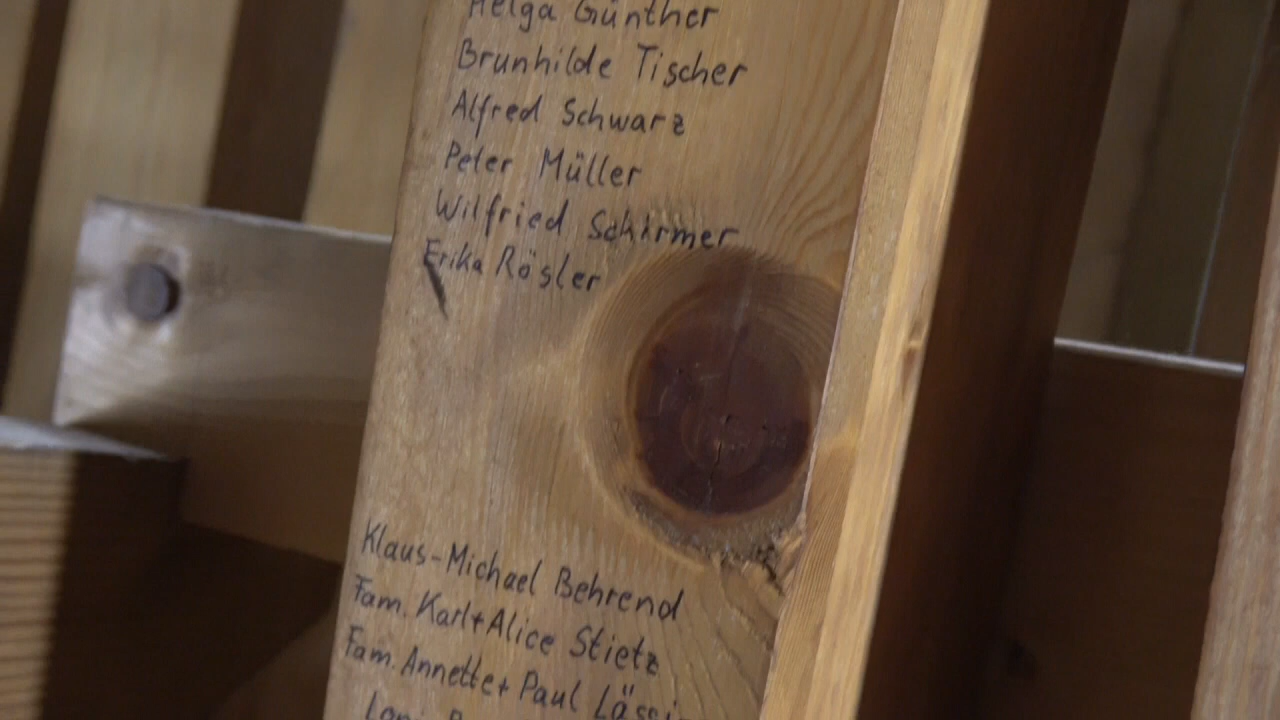 Helga Günther
Brunhilde Tischer
Alfred Schwarz
Peter Müller
Wilfried Schirmer
Erika Rösler
Klaus-Michael Behrend
Fam. Karl+Alice Stietz
Fam. Annette+ Paul